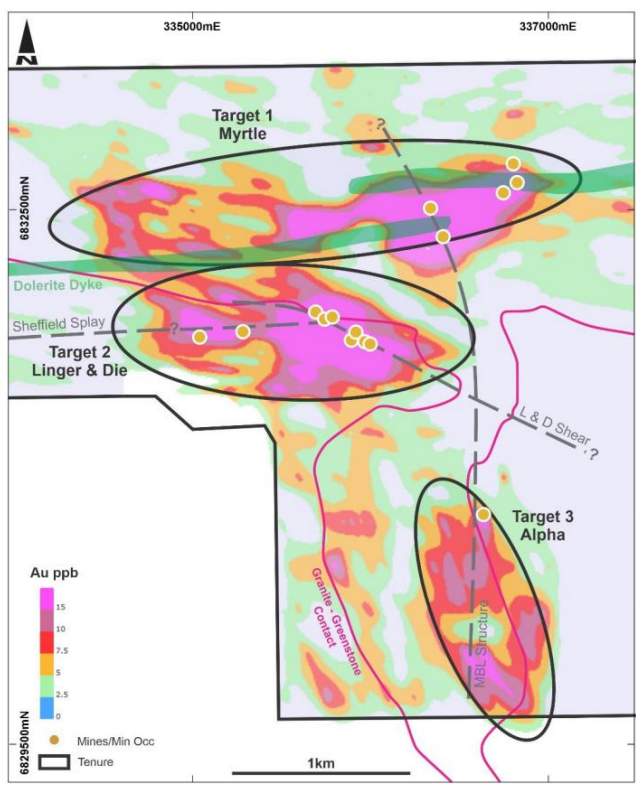 335000mE
337000mE
N
Target 1
Myrtle
?
6832500mN
Dolerite Dyke
Sheffield Splay
?
Target 2
Linger & Die
L & D Shear
?
Target 3
Alpha
Au ppb
15
10
7.5
5
2.5
0
Granite - Greenstone
Contact
MBL Structure
Mines/Min Occ
Tenure
1km
6829500mN